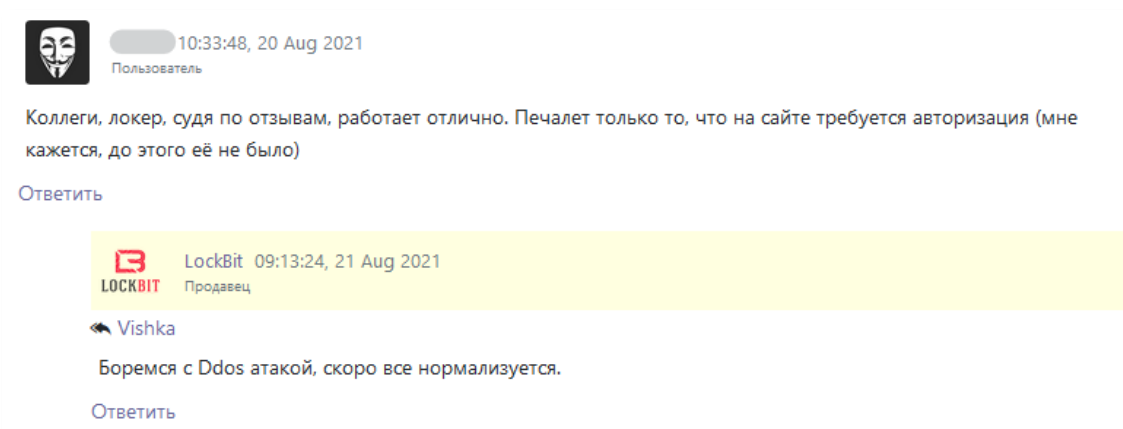 10:33:48, 20 Aug 2021
Пользователь
Коллеги, локер, судя по отзывам, работает отлично. Печалет только то, что на сайте требуется авторизация (мне
кажется, до этого её не было)
Ответить
LockBit 09:13:24, 21 Aug 2021
LOCKBIT
Продавец
Vishka
Боремся с Ddos атакой, скоро все нормализуется.
Ответить